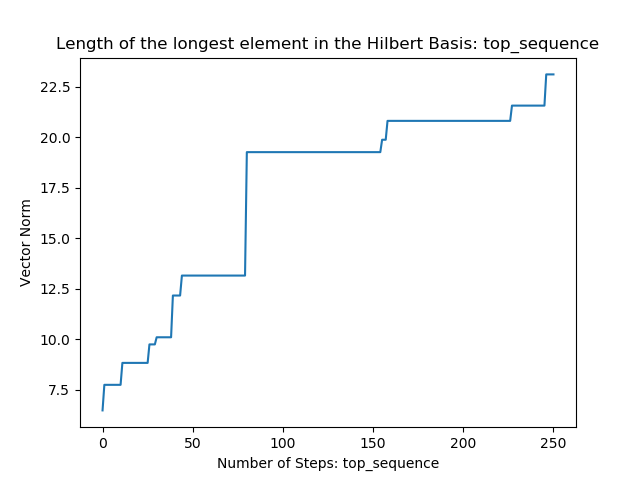 Length of the longest element in the Hilbert Basis: top_sequence
22.5
20.0
17.5
15.0
12.5
10.0
7.5
Vector Norm
0 50 100 150 200 250
Number of Steps: top_sequence